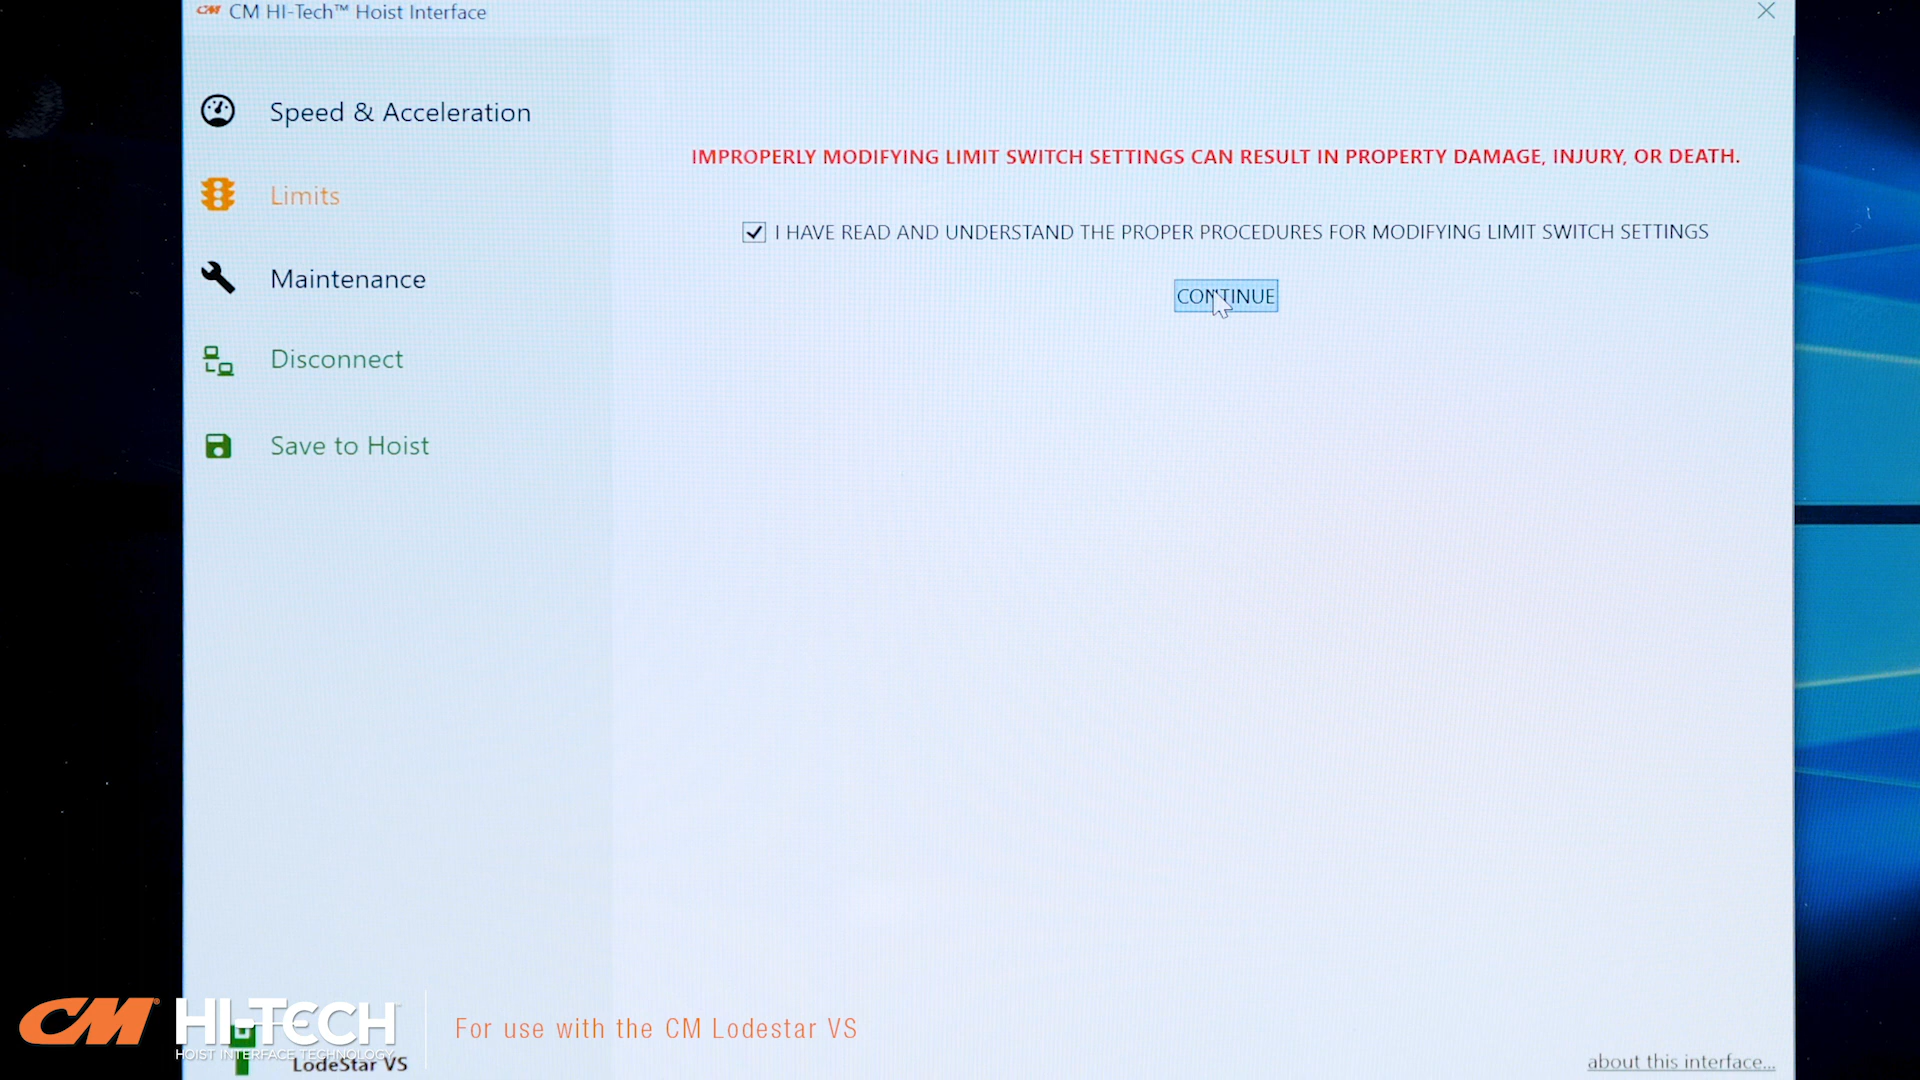 CM CM HI-Tech™ Hoist Interface
Speed & Acceleration
Limits
Maintenance
Disconnect
Save to Hoist
IMPROPERLY MODIFYING LIMIT SWITCH SETTINGS CAN RESULT IN PROPERTY DAMAGE, INJURY, OR DEATH.
I HAVE READ AND UNDERSTAND THE PROPER PROCEDURES FOR MODIFYING LIMIT SWITCH SETTINGS
CONTINUE
CM® HI-TECH
HOIST INTERFACE TECHNOLOGY
For use with the CM Lodestar VS
LodeStar VS
about this interface...